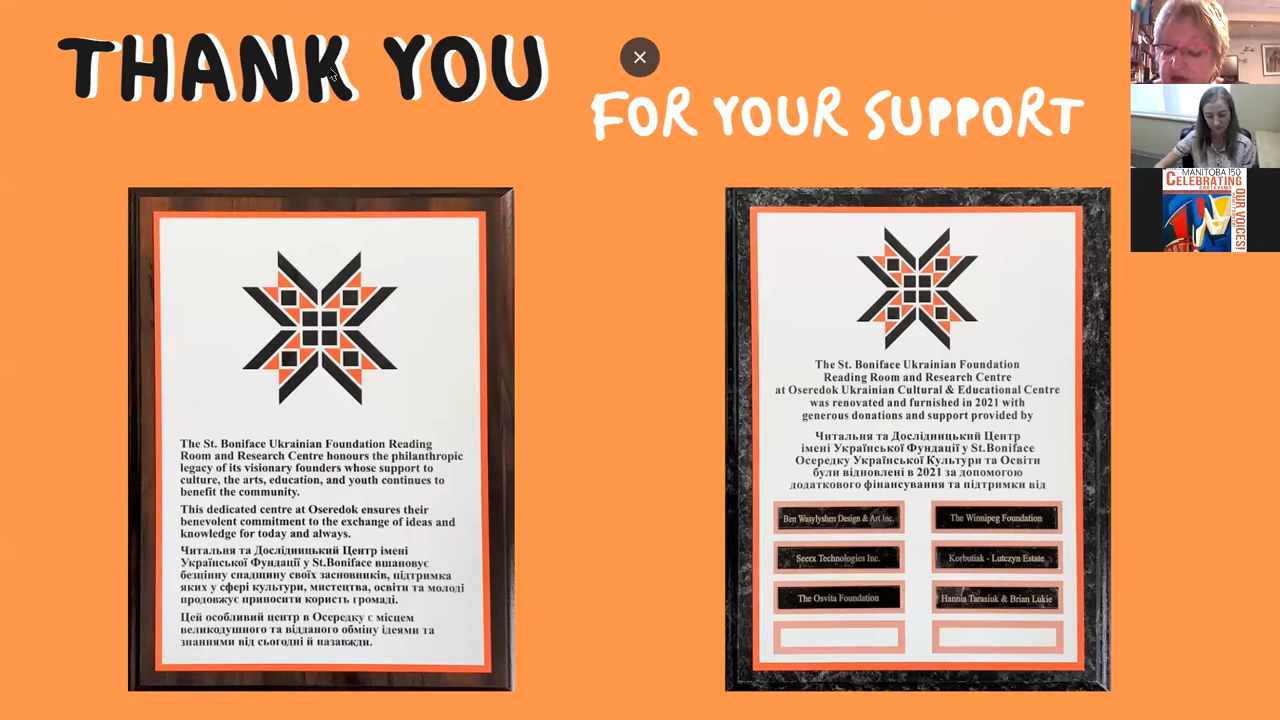 THANK YOU
FOR YOUR SUPPORT
The St. Boniface Ukrainian Foundation Reading
Room and Research Centre honours the philanthropic
legacy of its visionary founders whose support to
culture, the arts, education, and youth continues to
benefit the community.
This dedicated centre at Oseredok ensures their
benevolent commitment to the exchange of ideas and
knowledge for today and always.
Читальня та Дослідницький Центр імені
Української Фундації у St.Boniface вшановує
безцінну спадщину своїх засновників, підтримка
яких у сфері культури, мистецтва, освіти та молоді
продовжує приносити користь громаді.
Цей особливий центр в Осередку є місцем
великодушного та відданого обміну ідеями та
знаннями від сьогодні й назавжди.
The St. Boniface Ukrainian Foundation
Reading Room and Research Centre
at Oseredok Ukrainian Cultural & Educational Centre
was renovated and furnished in 2021 with
generous donations and support provided by
Читальня та Дослідницький Центр
імені Української Фундації у St.Boniface
Осередку Української Культури та Освіти
були відновлені в 2021 за допомогою
додаткового фінансування та підтримки від
Ben Wasylyshen Design & Art Inc.
The Winnipeg Foundation
Seerx Technologies Inc.
Korbutiak - Lutczyn Estate
The Osvita Foundation
Hannia Tarasiuk & Brian Lukie
MANITOBA 150
CELEBRATING
OUR VOICES!